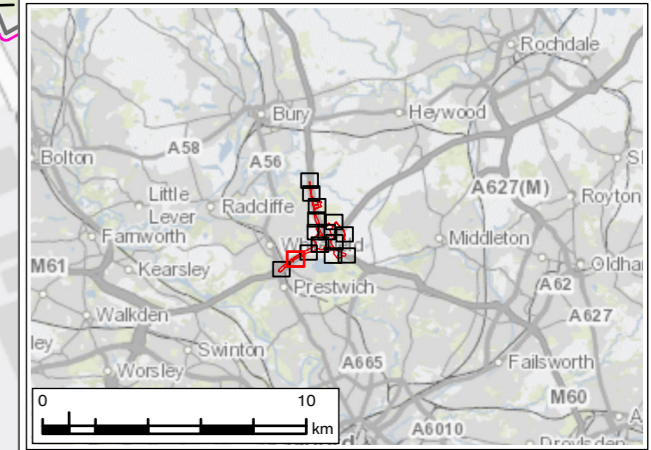 Rochdale
Bury
Heywood
A58
Bolton
A56
A627(M)
Little
Lever
Radcliffe
Royton
Farnworth
Middleton
M61
Kearsley
A62
Prestwich
Walkden
A627
Swinton
A665
Failsworth
Worsley
M60
0 10
km
A6010